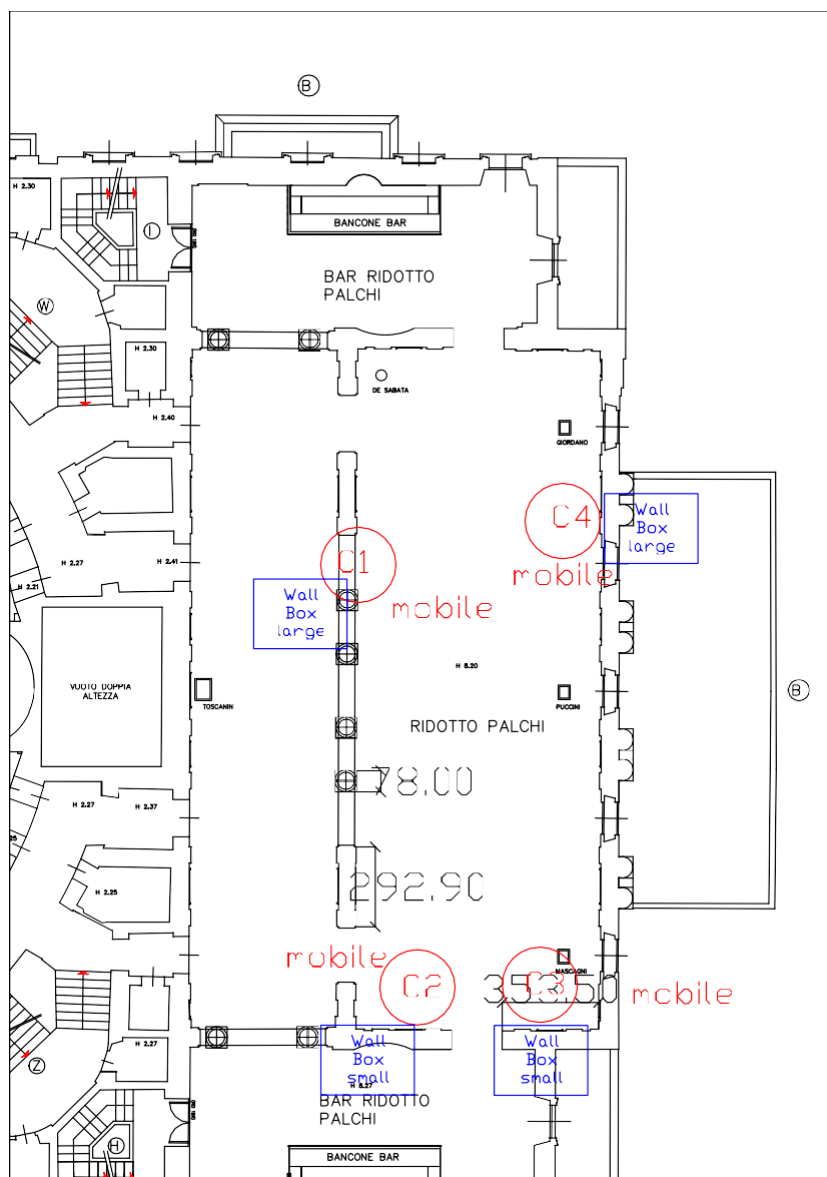 B
H 2.30
I
BANCONE BAR
BAR RIDOTTO
PALCHI
W
H 2.30
DE SABATA
H 2.40
GIORDANO
C4
Wall
Box
large
mobile
C1
H 2.27
H 2.41
H 2.21
mobile
Wall
Box
large
H 8.20
VUOTO DOPPIA
ALTEZZA
TOSCANINI
PUCCINI
B
RIDOTTO PALCHI
78.00
H 2.27
H 2.37
292.90
H 2.25
mobile
MASCAGNI
C2
C3
353.50
mobile
Z
H 2.27
Wall
Box
small
Wall
Box
small
H 8.27
BAR RIDOTTO
PALCHI
H
BANCONE BAR